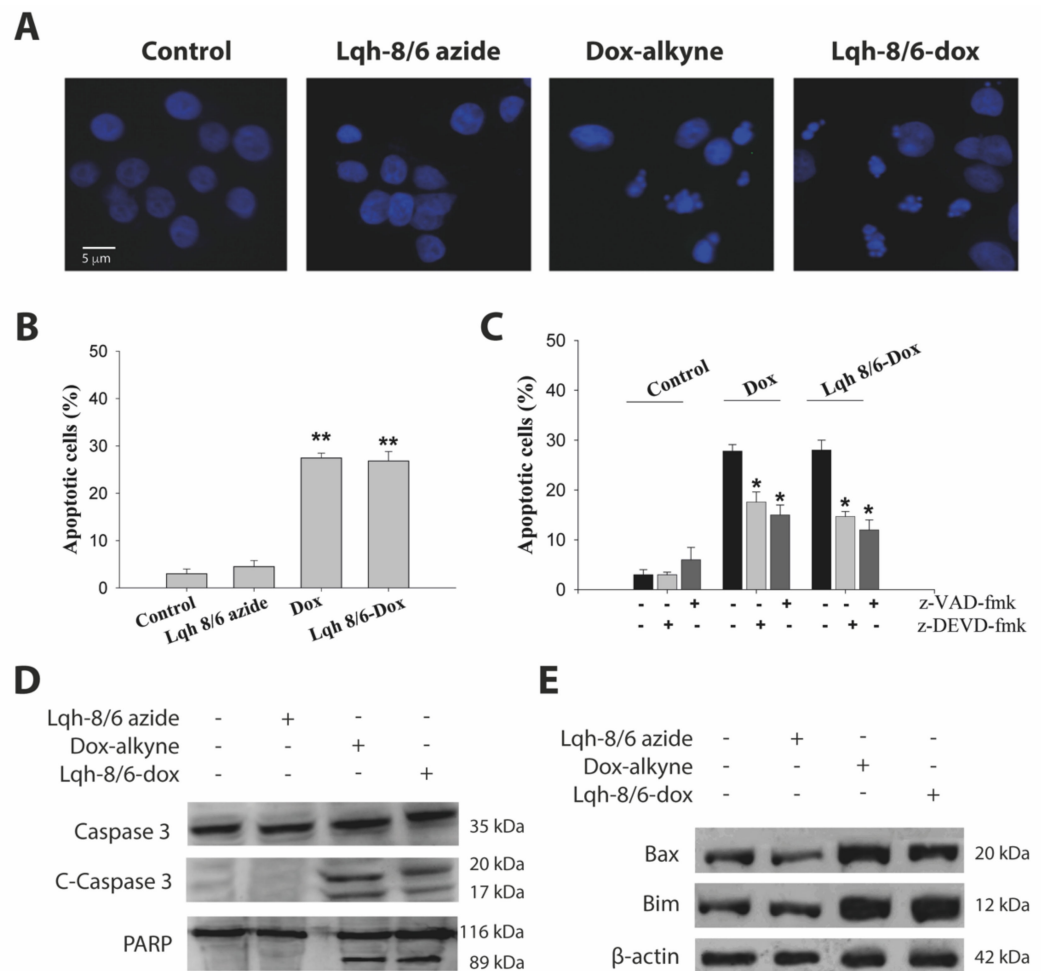 A
Control Lqh-8/6 azide Dox-alkyne Lqh-8/6-dox
5 μm
B
Apoptotic cells (%)
50
40
30
20
10
0
** **
Control Lqh 8/6 azide Dox Lqh 8/6-Dox
C
Apoptotic cells (%)
50
40
30
20
10
0
Control Dox Lqh 8/6-Dox
* * * *
- - + - - + - - + z-VAD-fmk
- + - - + - - + - z-DEVD-fmk
D
Lqh-8/6 azide - + - -
Dox-alkyne - - + -
Lqh-8/6-dox - - - +
Caspase 3 35 kDa
C-Caspase 3 20 kDa
17 kDa
PARP 116 kDa
89 kDa
E
Lqh-8/6 azide - + - -
Dox-alkyne - - + -
Lqh-8/6-dox - - - +
Bax 20 kDa
Bim 12 kDa
β-actin 42 kDa